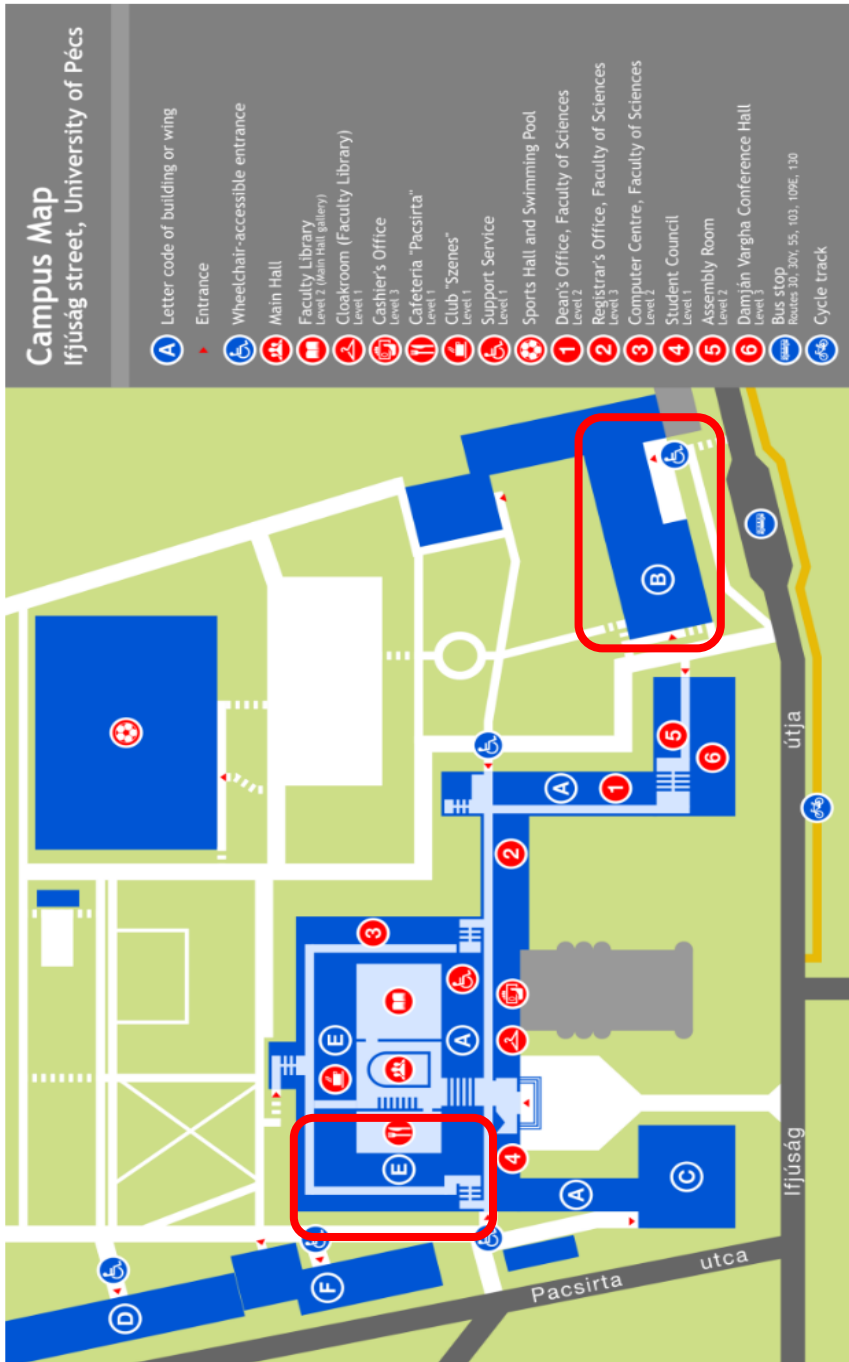 Campus Map
Ifjúság street, University of Pécs
A Letter code of building or wing
Entrance
Wheelchair-accessible entrance
Main Hall
Faculty Library
Level 2 (Main Hall gallery)
Cloakroom (Faculty Library)
Level 1
Cashier's Office
Level 3
Cafeteria "Pacsirta"
Level 1
Club "Szenes"
Level 1
Support Service
Level 1
Sports Hall and Swimming Pool
1 Dean's Office, Faculty of Sciences
Level 2
2 Registrar's Office, Faculty of Sciences
Level 3
3 Computer Centre, Faculty of Sciences
Level 2
4 Student Council
Level 1
5 Assembly Room
Level 2
6 Damján Vargha Conference Hall
Level 3
Bus stop
Routes 30, 30Y, 55, 103, 109E, 130
Cycle track
D
F
E
E
3
A
4
A
C
2
A
1
5
6
B
Pacsirta utca
Ifjúság útja